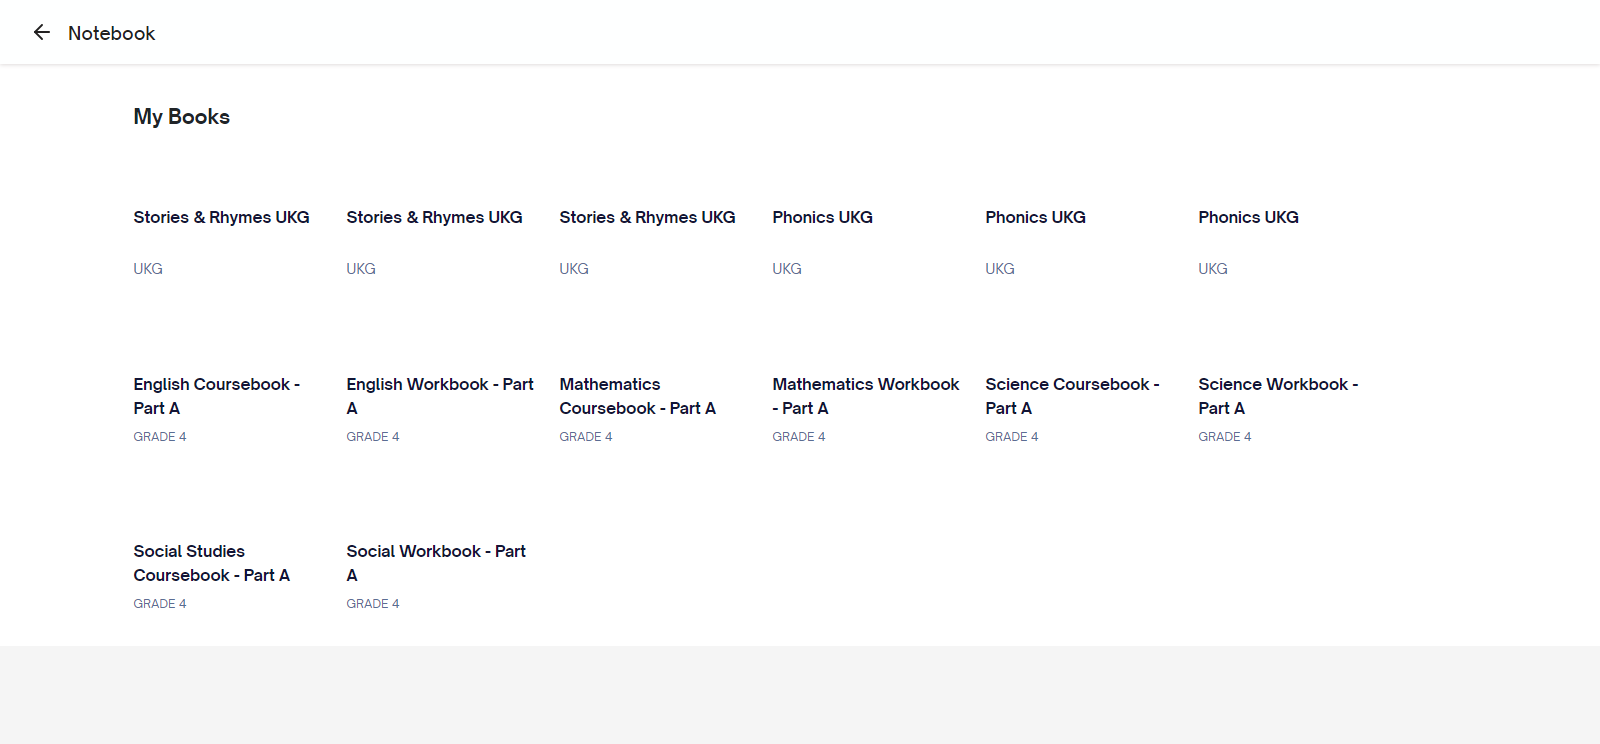 Notebook
My Books
Stories & Rhymes UKG
UKG
Stories & Rhymes UKG
UKG
Stories & Rhymes UKG
UKG
Phonics UKG
UKG
Phonics UKG
UKG
Phonics UKG
UKG
English Coursebook -
Part A
GRADE 4
English Workbook - Part
A
GRADE 4
Mathematics
Coursebook - Part A
GRADE 4
Mathematics Workbook
- Part A
GRADE 4
Science Coursebook -
Part A
GRADE 4
Science Workbook -
Part A
GRADE 4
Social Studies
Coursebook - Part A
GRADE 4
Social Workbook - Part
A
GRADE 4